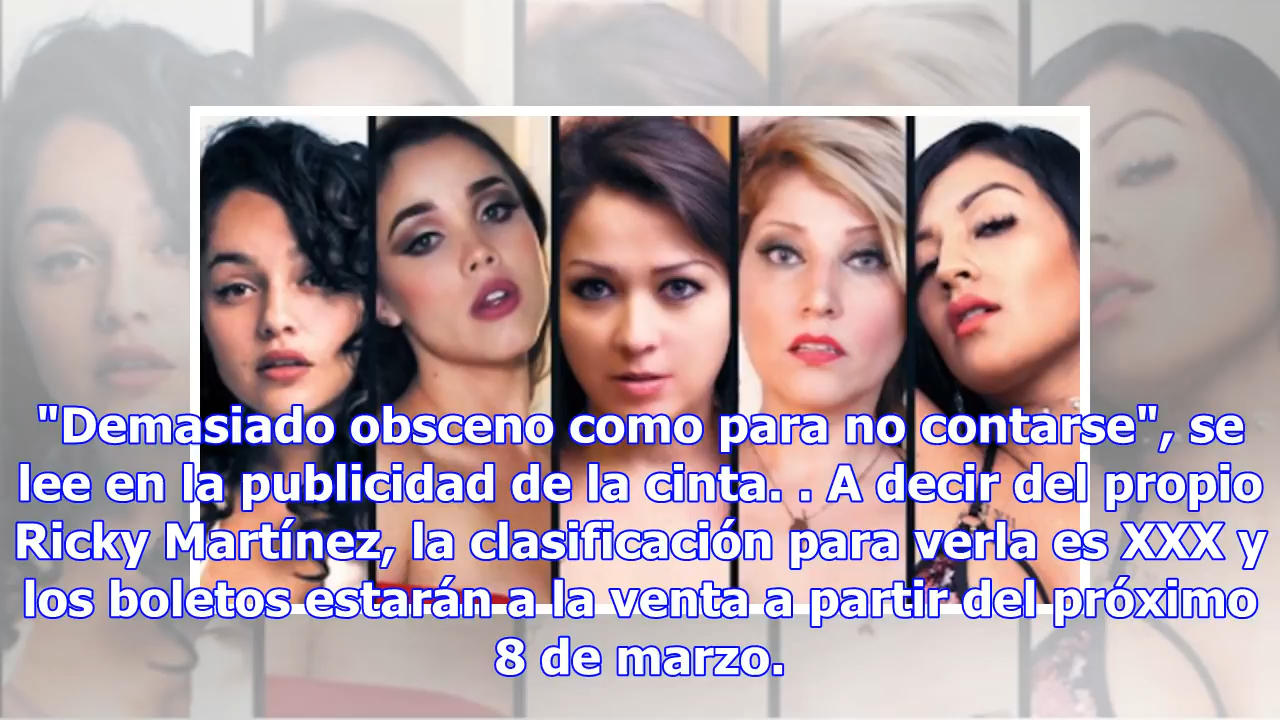 "Demasiado obsceno como para no contarse", se
lee en la publicidad de la cinta. . A decir del propio
Ricky Martínez, la clasificación para verla es XXX y
los boletos estarán a la venta a partir del próximo
8 de marzo.